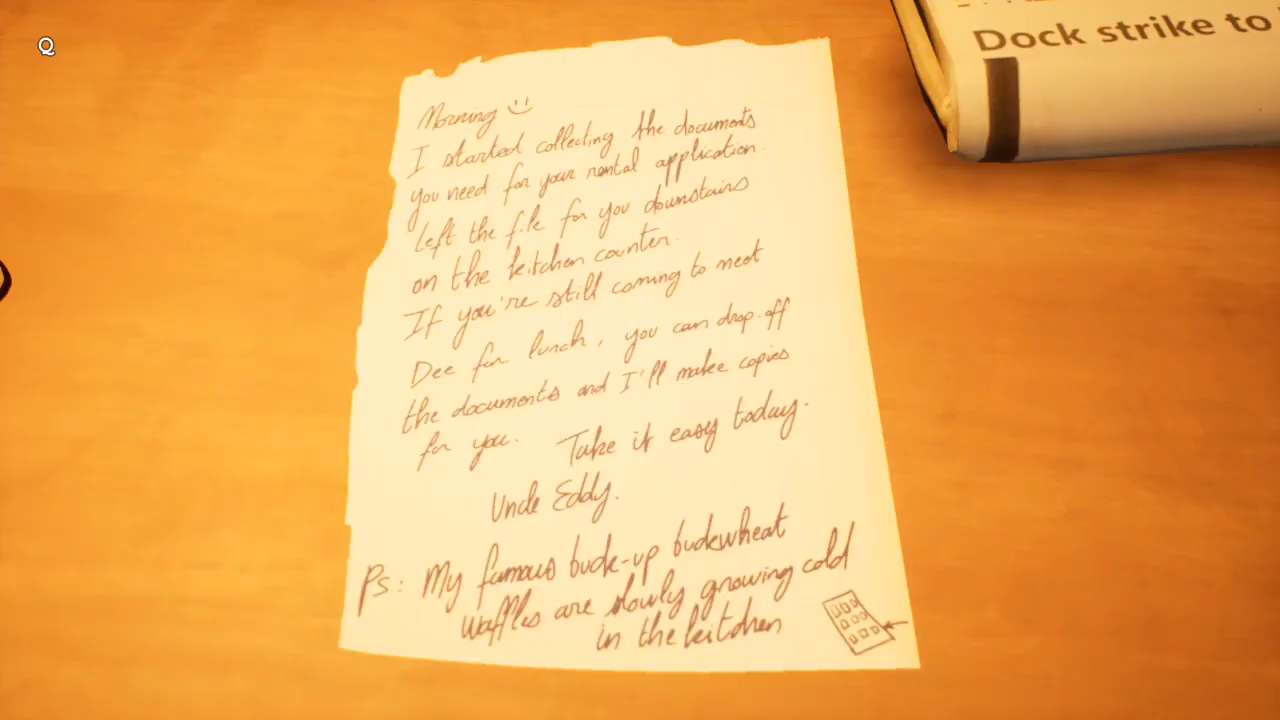 Q
Dock strike to
Morning
I started collecting the documents
you need for your rental application.
Left the file for you downstairs
on the kitchen counter.
If you're still coming to meet
Dee for lunch, you can drop-off
the documents and I'll make copies
for you. Take it easy today.
Uncle Eddy.
Ps: My famous buck-up buckwheat
waffles are slowly growing cold
in the kitchen